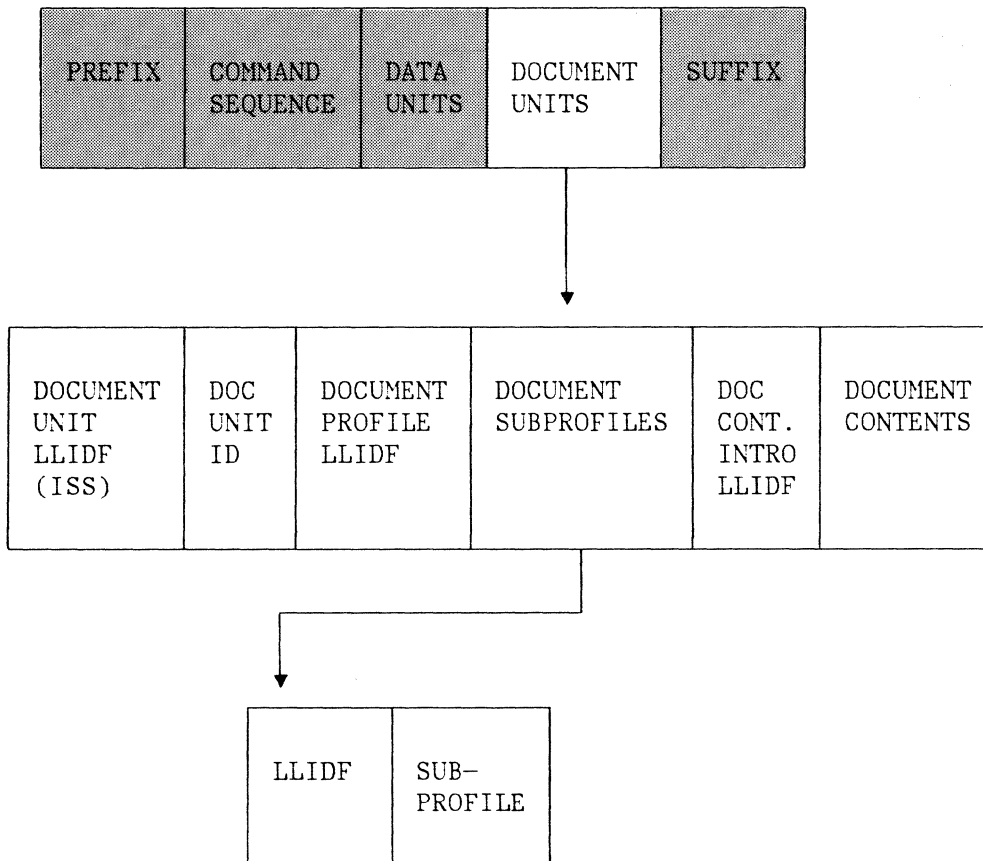 PREFIX
COMMAND
SEQUENCE
DATA
UNITS
DOCUMENT
UNITS
SUFFIX
DOCUMENT
UNIT
LLIDF
(ISS)
DOC
UNIT
ID
DOCUMENT
PROFILE
LLIDF
DOCUMENT
SUBPROFILES
DOC
CONT.
INTRO
LLIDF
DOCUMENT
CONTENTS
LLIDF
SUB-
PROFILE